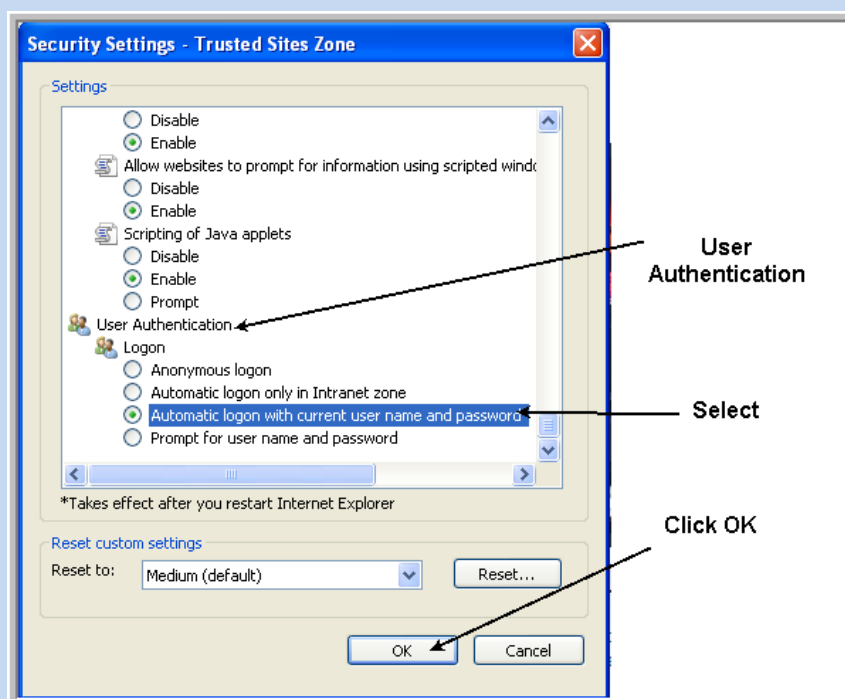 Security Settings - Trusted Sites Zone
Settings
Disable
Enable
Allow websites to prompt for information using scripted
Disable
Enable
Scripting of Java applets
Disable
Enable
Prompt
User Authentication
Logon
Anonymous logon
Automatic logon only in Intranet zone
Automatic logon with current user name and password
Prompt for user name and password
*Takes effect after you restart Internet Explorer
Reset custom settings
Reset to:
Medium (default)
Reset...
OK
Cancel
User
Authentication
Select
Click OK